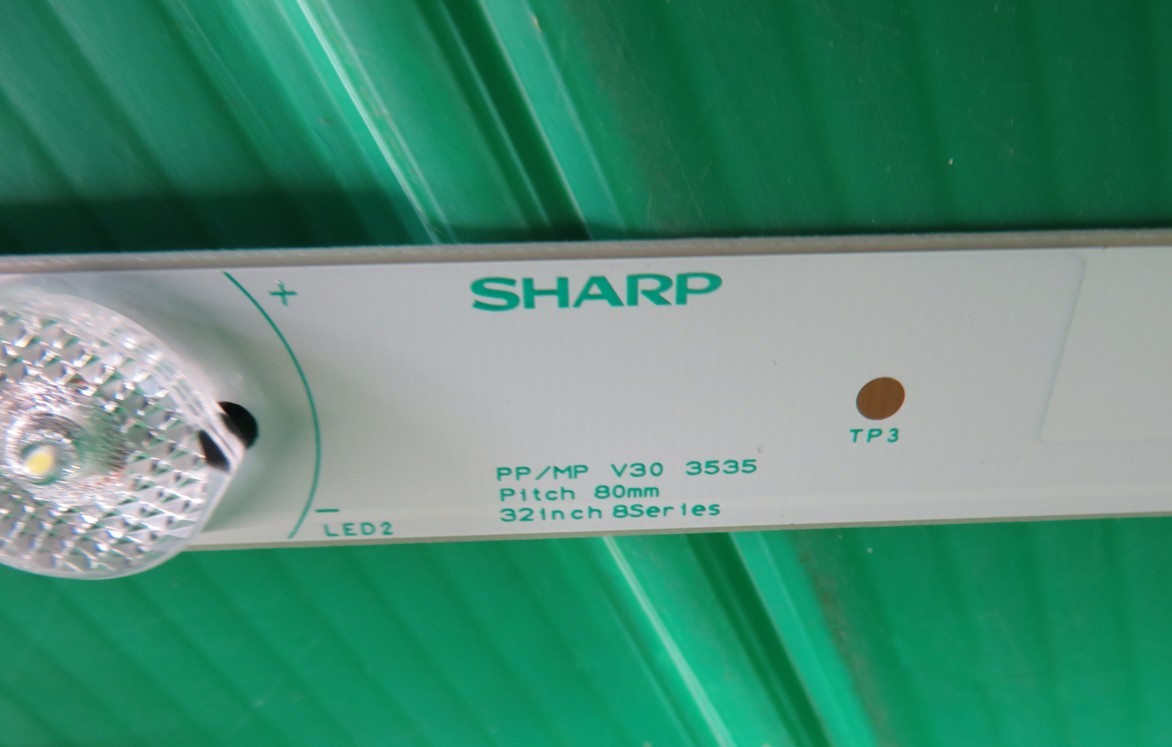 SHARP
+
TP3
PP/MP V30 3535
Pitch 80mm
32inch 8Series
-
LED2